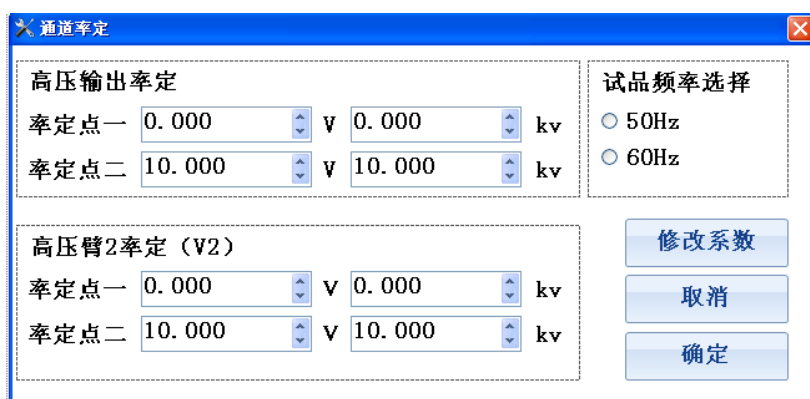 通道率定
高压输出率定
率定点一 0.000 V 0.000 kv
率定点二 10.000 V 10.000 kv
试品频率选择
50Hz
60Hz
高压臂2率定（V2）
率定点一 0.000 V 0.000 kv
率定点二 10.000 V 10.000 kv
修改系数
取消
确定